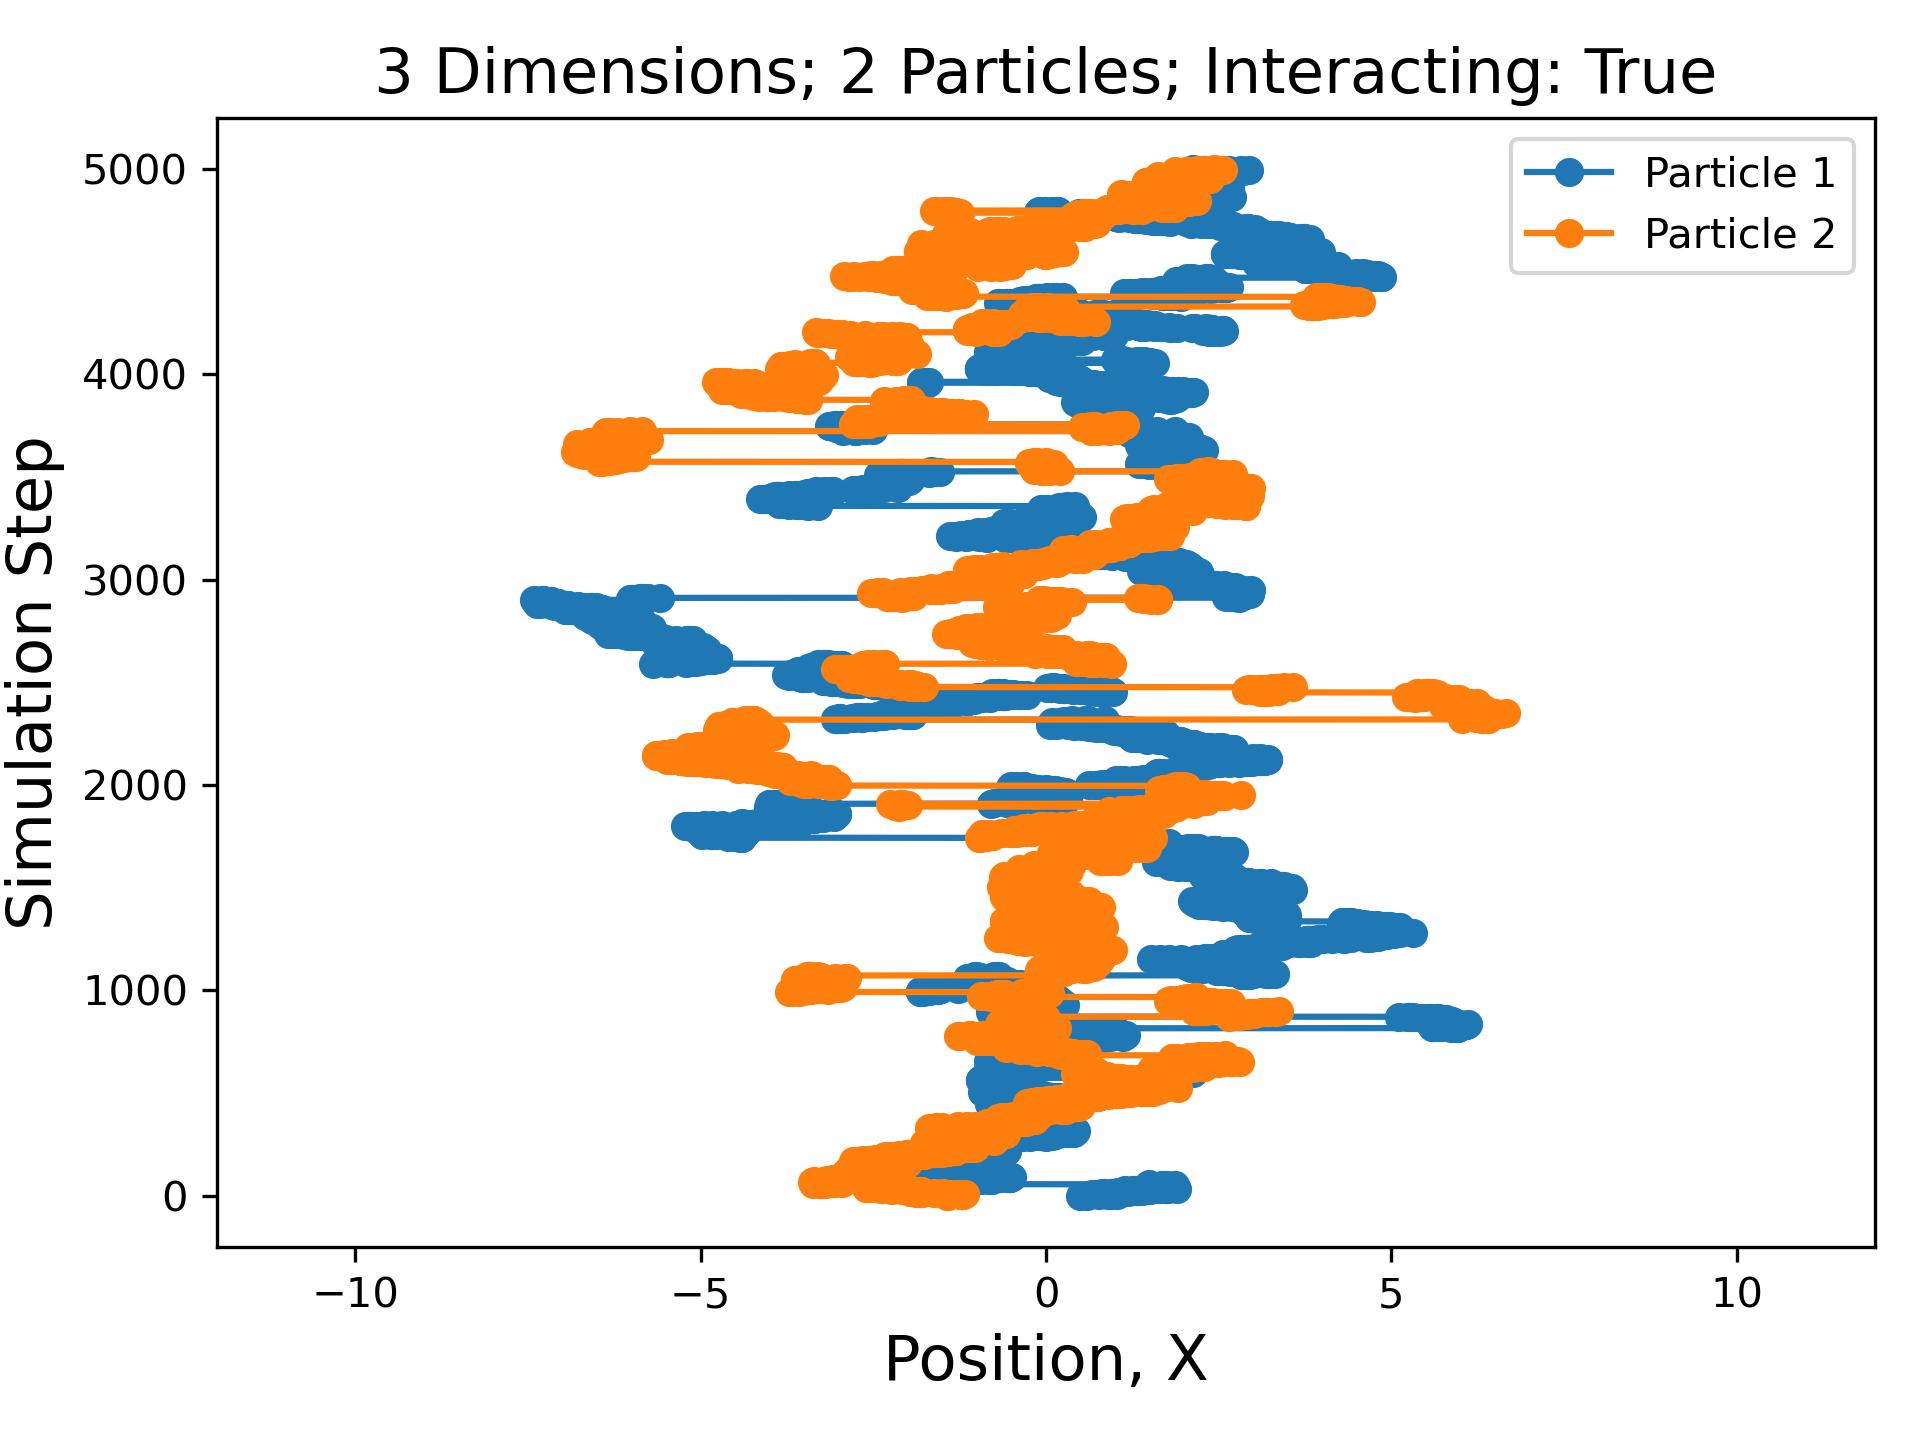 3 Dimensions; 2 Particles; Interacting: True
Particle 1
Particle 2
5000
4000
3000
2000
1000
0
Simulation Step
−10
−5
0
5
10
Position, X